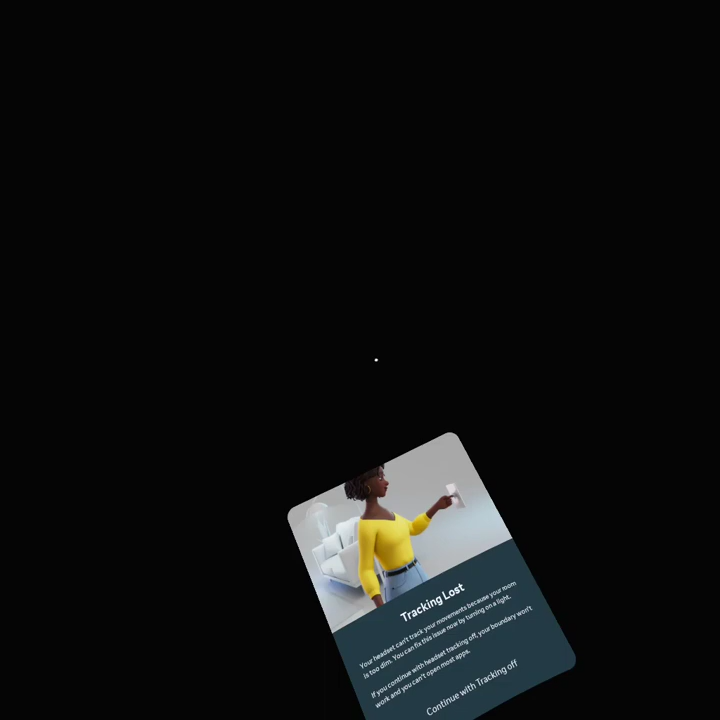 Tracking Lost
Your headset can't track your movements because your room
is too dim. You can fix this issue now by turning on a light.
If you continue with headset tracking off, your boundary won't
work and you can't open most apps.
Continue with Tracking off